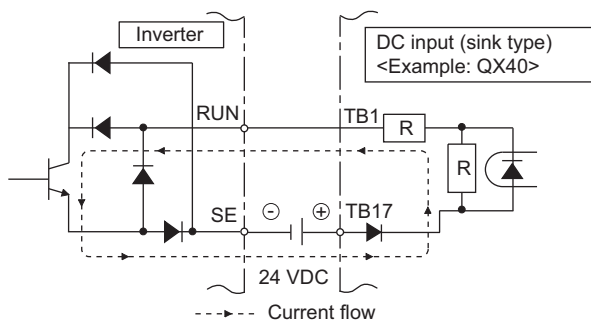 Inverter
DC input (sink type)
<Example: QX40>
RUN
TB1
R
R
SE
⊖
⊕
TB17
24 VDC
Current flow